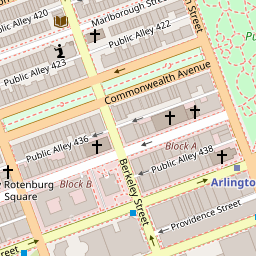 Public Alley 420
Marlborough Street
Public Alley 422
Street
Public Alley 423
Commonwealth Avenue
Public Alley 436
Block A
Public Alley 438
Rotenburg
Square
Block B
Berkeley Street
Arlington
Providence Street